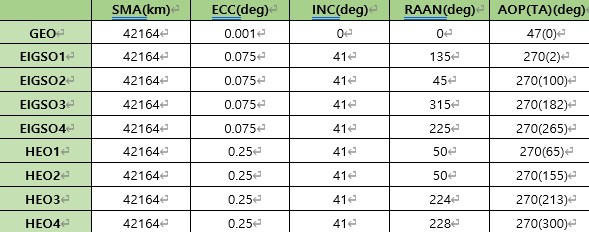 SMA(km) ECC(deg) INC(deg) RAAN(deg) AOP(TA)(deg)
GEO 42164 0.001 0 0 47(0)
EIGSO1 42164 0.075 41 135 270(2)
EIGSO2 42164 0.075 41 45 270(100)
EIGSO3 42164 0.075 41 315 270(182)
EIGSO4 42164 0.075 41 225 270(265)
HEO1 42164 0.25 41 50 270(65)
HEO2 42164 0.25 41 50 270(155)
HEO3 42164 0.25 41 224 270(213)
HEO4 42164 0.25 41 228 270(300)